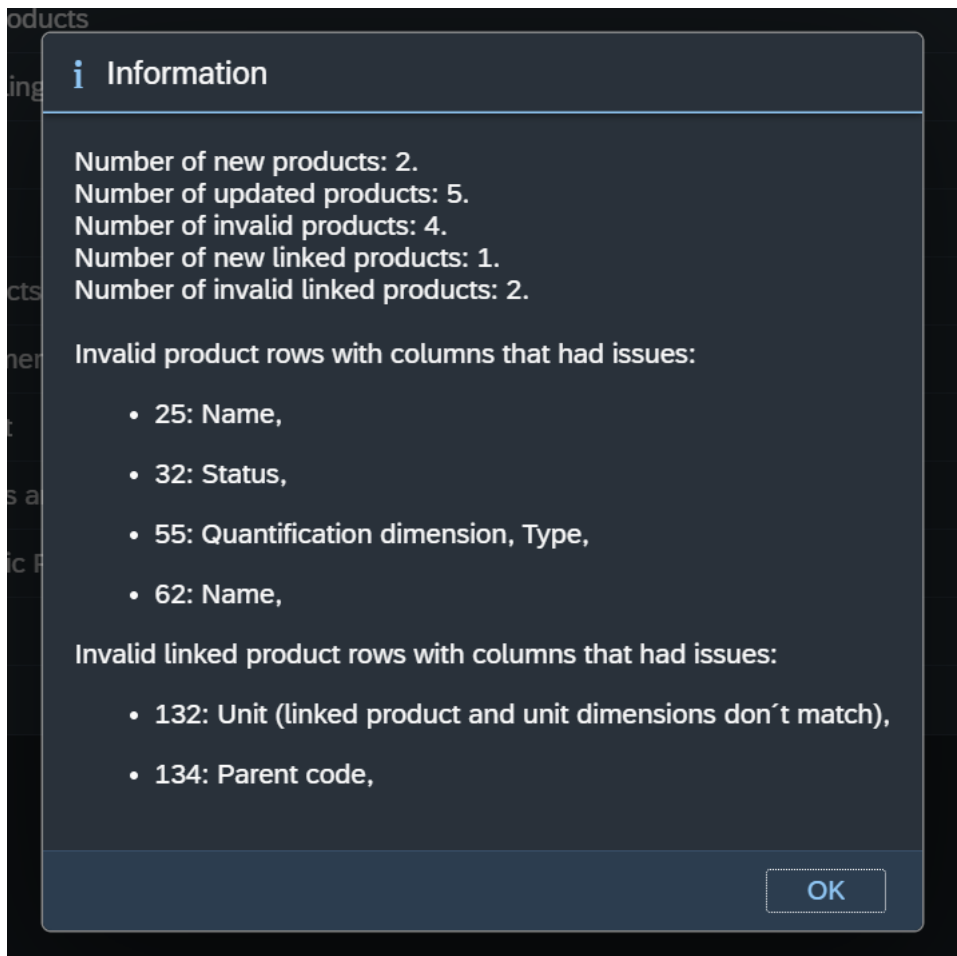 oducts
Information
ing
Number of new products: 2.
Number of updated products: 5.
Number of invalid products: 4.
Number of new linked products: 1.
Number of invalid linked products: 2.
cts
Invalid product rows with columns that had issues:
• 25: Name,
• 32: Status,
s a
• 55: Quantification dimension, Type,
ic
• 62: Name,
Invalid linked product rows with columns that had issues:
• 132: Unit (linked product and unit dimensions don´t match),
• 134: Parent code,
OK